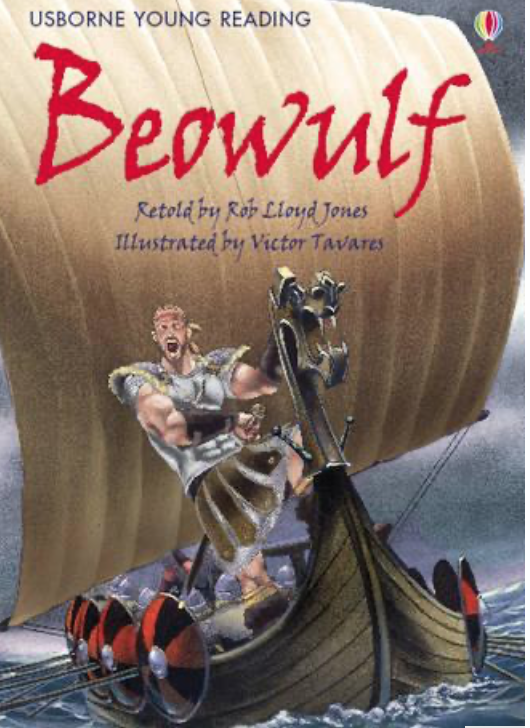 USBORNE YOUNG READING
Beowulf
Retold by Rob Lloyd Jones
Illustrated by Victor Tavares